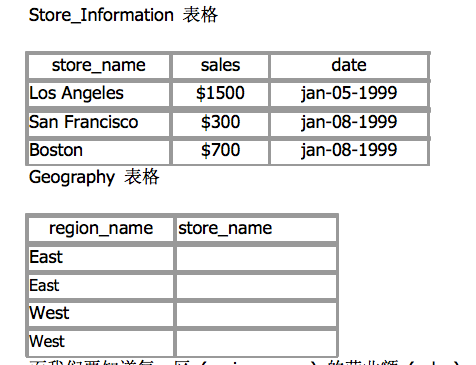 Store_Information 表格
store_name sales date
Los Angeles $1500 jan-05-1999
San Francisco $300 jan-08-1999
Boston $700 jan-08-1999
Geography 表格
region_name store_name
East
East
West
West